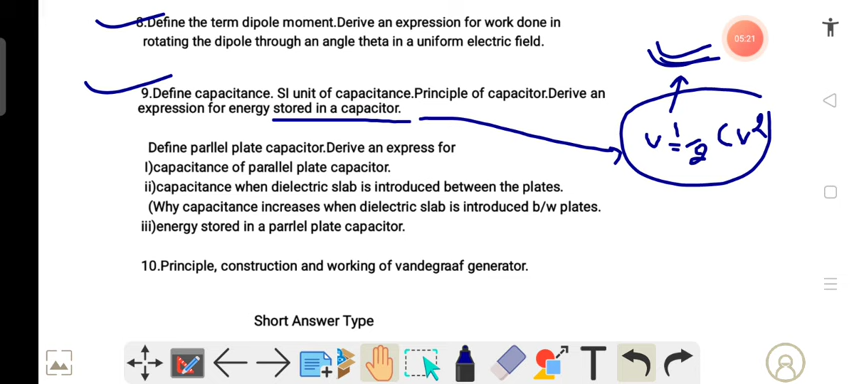 8.Define the term dipole moment.Derive an expression for work done in
rotating the dipole through an angle theta in a uniform electric field.
05:21
9.Define capacitance. SI unit of capacitance.Principle of capacitor.Derive an
expression for energy stored in a capacitor.
v = 1/2 CV²
Define parllel plate capacitor.Derive an express for
I)capacitance of parallel plate capacitor.
ii)capacitance when dielectric slab is introduced between the plates.
(Why capacitance increases when dielectric slab is introduced b/w plates.
iii)energy stored in a parrlel plate capacitor.
10.Principle, construction and working of vandegraaf generator.
Short Answer Type
T